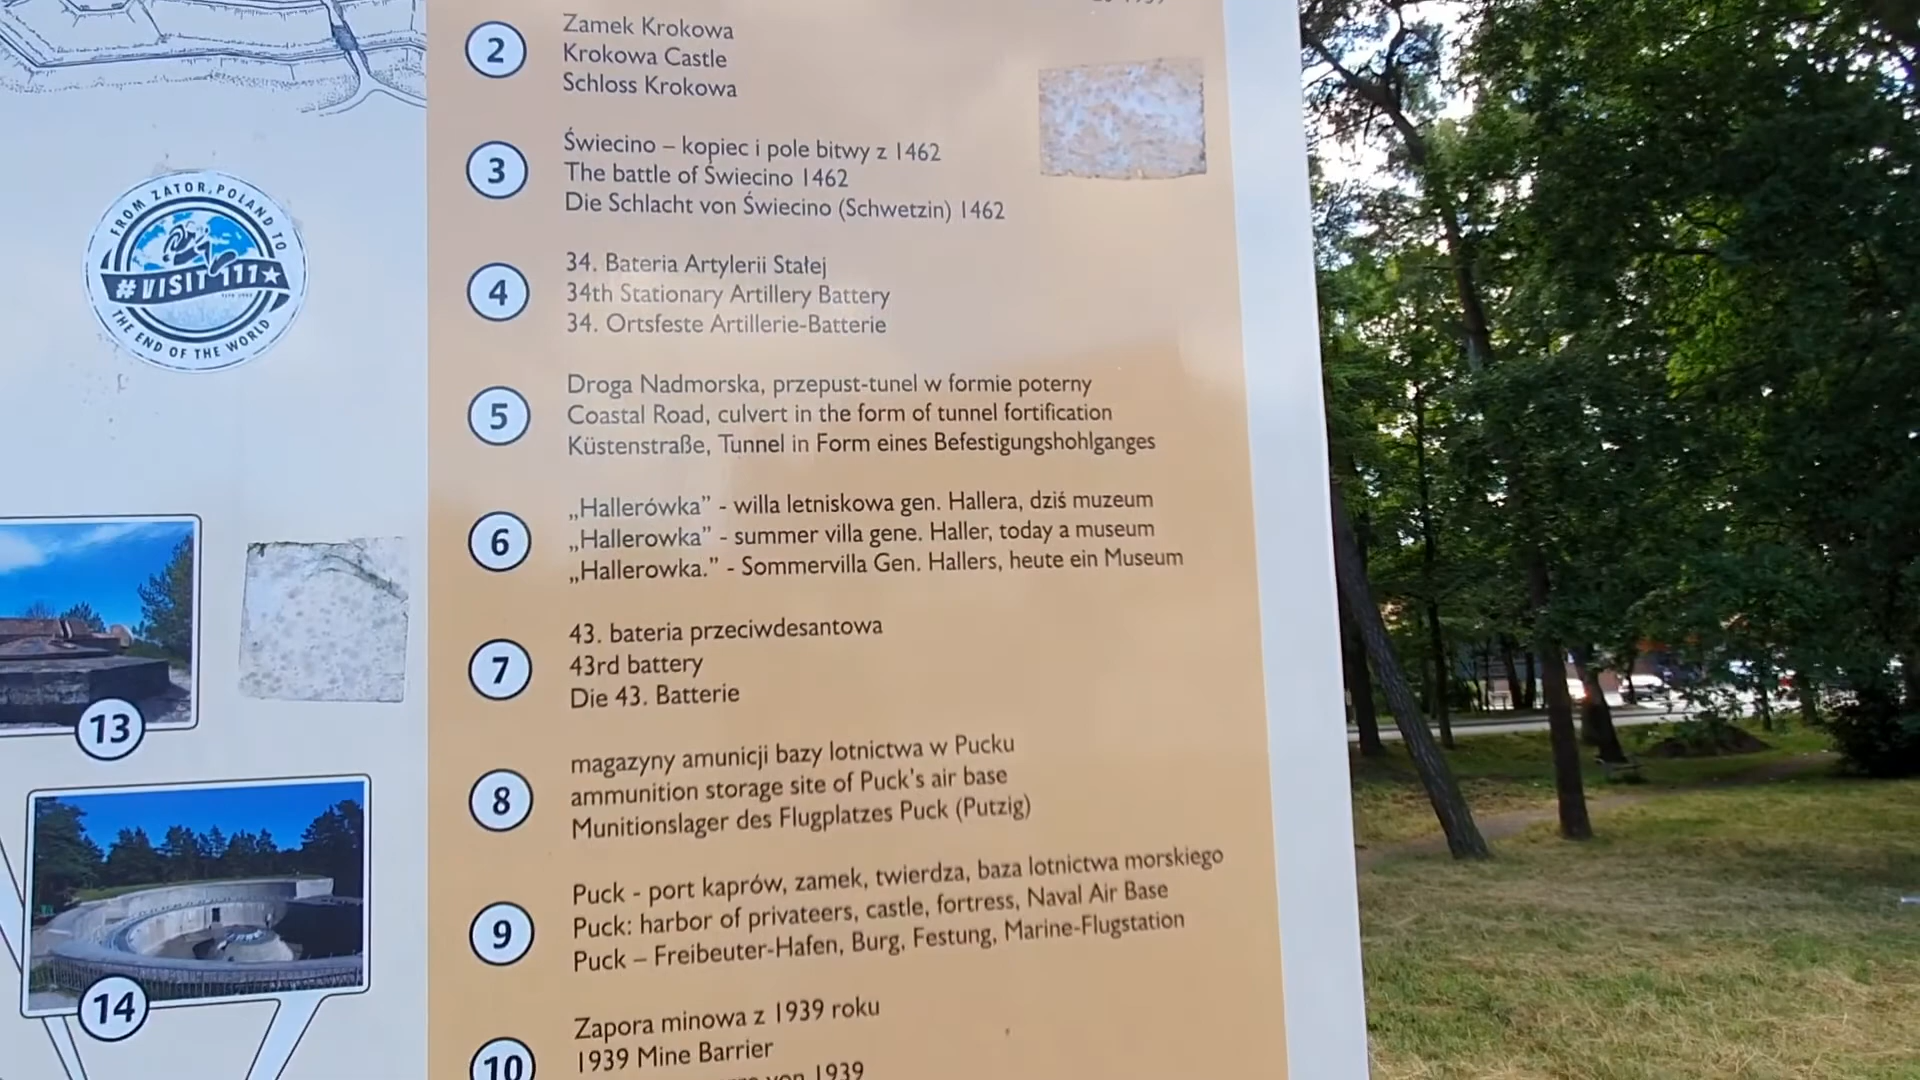 2
Zamek Krokowa
Krokowa Castle
Schloss Krokowa
3
Świecino – kopiec i pole bitwy z 1462
The battle of Świecino 1462
Die Schlacht von Świecino (Schwetzin) 1462
4
34. Bateria Artylerii Stałej
34th Stationary Artillery Battery
34. Ortsfeste Artillerie-Batterie
5
Droga Nadmorska, przepust-tunel w formie poterny
Coastal Road, culvert in the form of tunnel fortification
Küstenstraße, Tunnel in Form eines Befestigungshohlganges
6
„Hallerówka” - willa letniskowa gen. Hallera, dziś muzeum
„Hallerowka” - summer villa gene. Haller, today a museum
„Hallerowka.” - Sommervilla Gen. Hallers, heute ein Museum
7
43. bateria przeciwdesantowa
43rd battery
Die 43. Batterie
8
magazyny amunicji bazy lotnictwa w Pucku
ammunition storage site of Puck's air base
Munitionslager des Flugplatzes Puck (Putzig)
9
Puck - port kaprów, zamek, twierdza, baza lotnictwa morskiego
Puck: harbor of privateers, castle, fortress, Naval Air Base
Puck – Freibeuter-Hafen, Burg, Festung, Marine-Flugstation
10
Zapora minowa z 1939 roku
1939 Mine Barrier
von 1939
FROM ZATOR, POLAND TO
#VISIT 111★
THE END OF THE WORLD
13
14